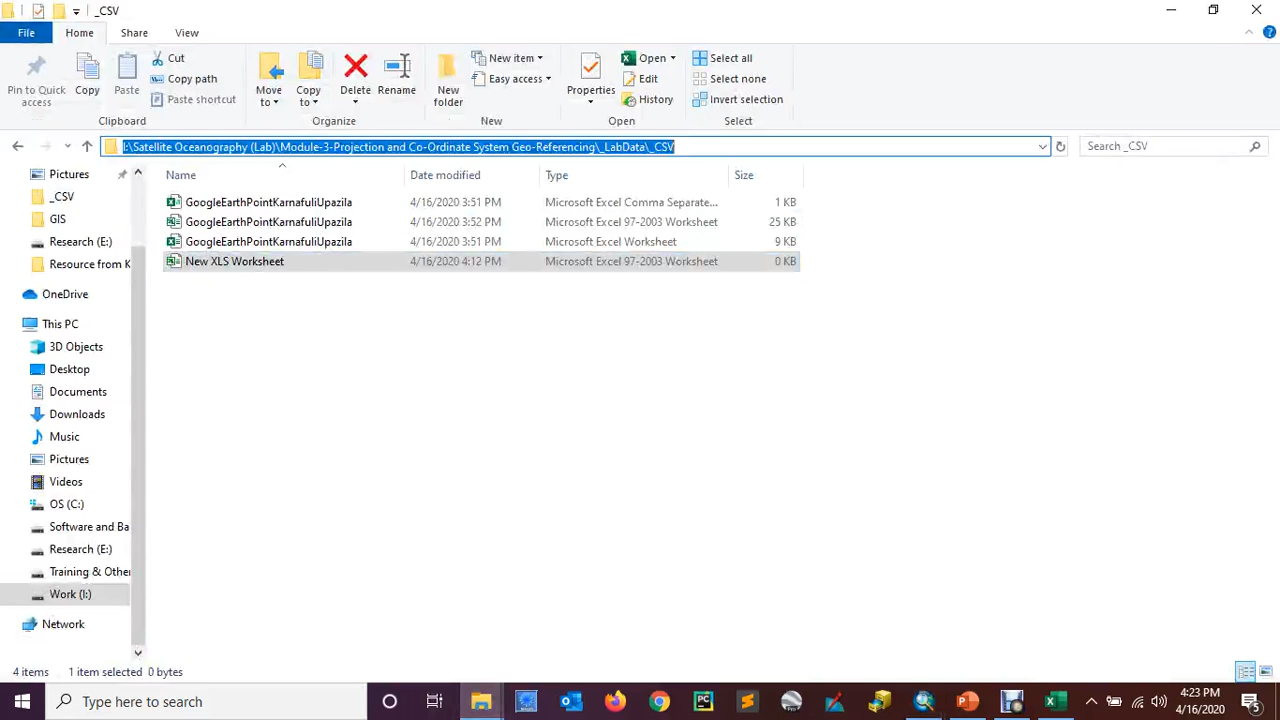 _CSV
File Home Share View
Pin to Quick access
Copy
Paste
Cut
Copy path
Paste shortcut
Clipboard
Move to
Copy to
Delete
Rename
Organize
New folder
New item
Easy access
New
Properties
Open
Edit
History
Open
Select all
Select none
Invert selection
Select
I:\Satellite Oceanography (Lab)\Module-3-Projection and Co-Ordinate System Geo-Referencing\_LabData\_CSV
Search _CSV
Name Date modified Type Size
GoogleEarthPointKarnafuliUpazila 4/16/2020 3:51 PM Microsoft Excel Comma Separate... 1 KB
GoogleEarthPointKarnafuliUpazila 4/16/2020 3:52 PM Microsoft Excel 97-2003 Worksheet 25 KB
GoogleEarthPointKarnafuliUpazila 4/16/2020 3:51 PM Microsoft Excel Worksheet 9 KB
New XLS Worksheet 4/16/2020 4:12 PM Microsoft Excel 97-2003 Worksheet 0 KB
Pictures
_CSV
GIS
Research (E:)
Resource from K
OneDrive
This PC
3D Objects
Desktop
Documents
Downloads
Music
Pictures
Videos
OS (C:)
Software and Ba
Research (E:)
Training & Other
Work (I:)
Network
4 items 1 item selected 0 bytes
Type here to search
4:23 PM
4/16/2020
5